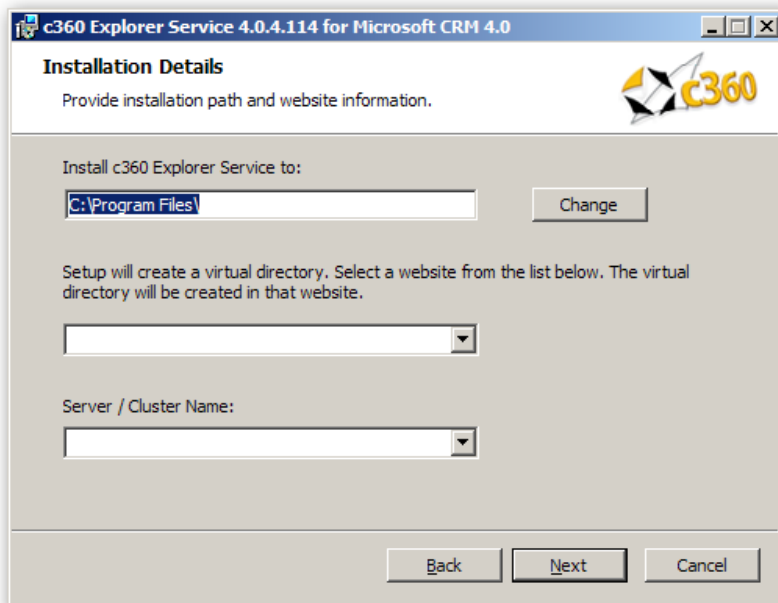 c360 Explorer Service 4.0.4.114 for Microsoft CRM 4.0
Installation Details
Provide installation path and website information.
c360
Install c360 Explorer Service to:
C:\Program Files\
Change
Setup will create a virtual directory. Select a website from the list below. The virtual
directory will be created in that website.
Server / Cluster Name:
Back
Next
Cancel